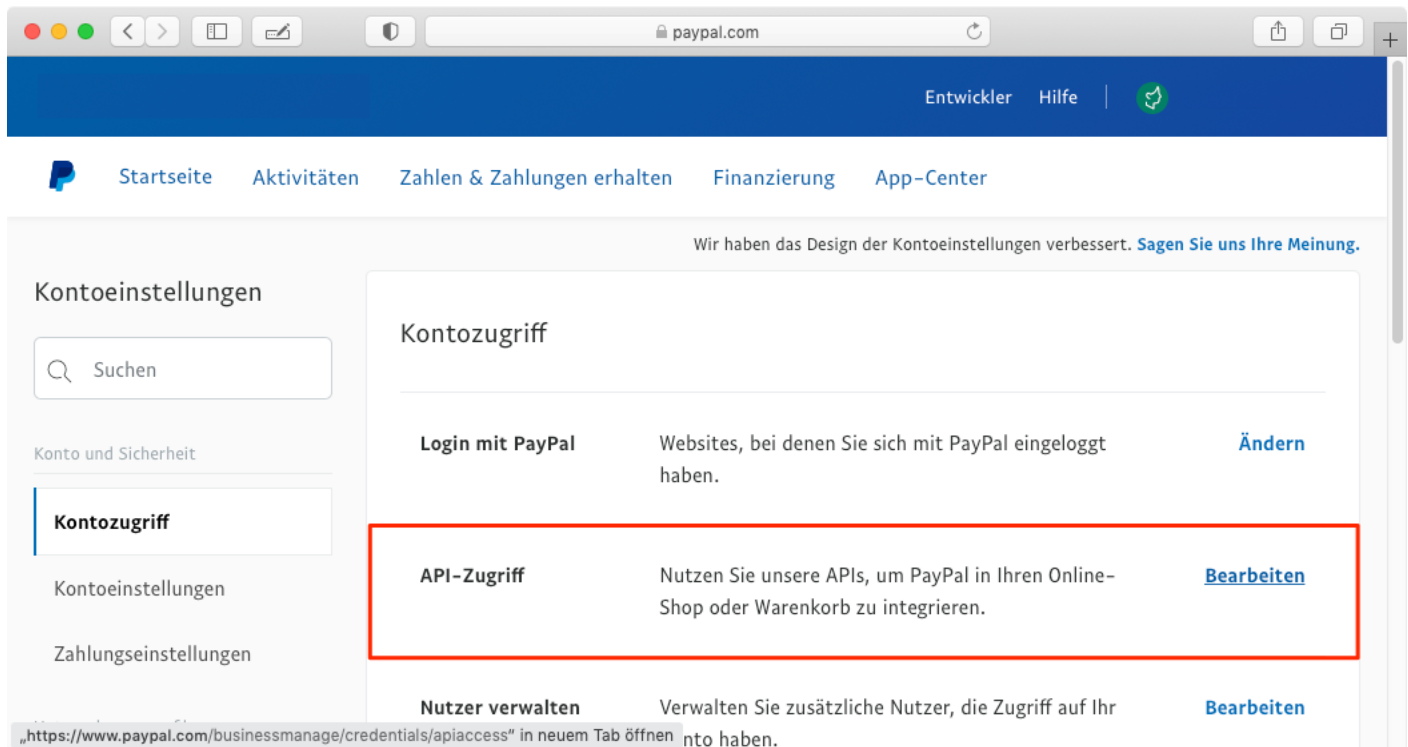 paypal.com
Entwickler Hilfe
Startseite Aktivitäten Zahlen & Zahlungen erhalten Finanzierung App-Center
Wir haben das Design der Kontoeinstellungen verbessert. Sagen Sie uns Ihre Meinung.
Kontoeinstellungen
Suchen
Konto und Sicherheit
Kontozugriff
Kontoeinstellungen
Zahlungseinstellungen
Kontozugriff
Login mit PayPal Websites, bei denen Sie sich mit PayPal eingeloggt Ändern
haben.
API-Zugriff Nutzen Sie unsere APIs, um PayPal in Ihren Online- Bearbeiten
Shop oder Warenkorb zu integrieren.
Nutzer verwalten Verwalten Sie zusätzliche Nutzer, die Zugriff auf Ihr Bearbeiten
nto haben.
„https://www.paypal.com/businessmanage/credentials/apiaccess“ in neuem Tab öffnen